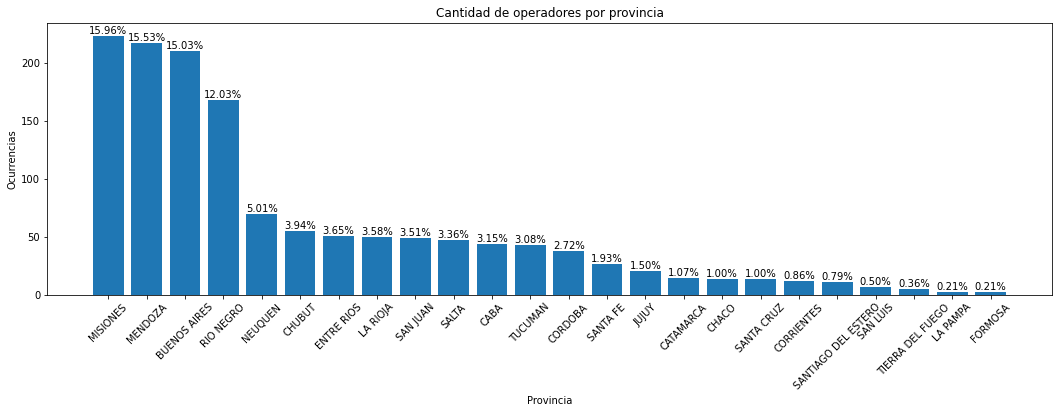 Cantidad de operadores por provincia
15.96%
15.53%
15.03%
12.03%
5.01%
3.94%
3.65%
3.58%
3.51%
3.36%
3.15%
3.08%
2.72%
1.93%
1.50%
1.07%
1.00%
1.00%
0.86%
0.79%
0.50%
0.36%
0.21%
0.21%
200
150
100
50
0
Ocurrencias
MISIONES
MENDOZA
BUENOS AIRES
RIO NEGRO
NEUQUEN
CHUBUT
ENTRE RIOS
LA RIOJA
SAN JUAN
SALTA
CABA
TUCUMAN
CORDOBA
SANTA FE
JUJUY
CATAMARCA
CHACO
SANTA CRUZ
CORRIENTES
SANTIAGO DEL ESTERO
SAN LUIS
TIERRA DEL FUEGO
LA PAMPA
FORMOSA
Provincia